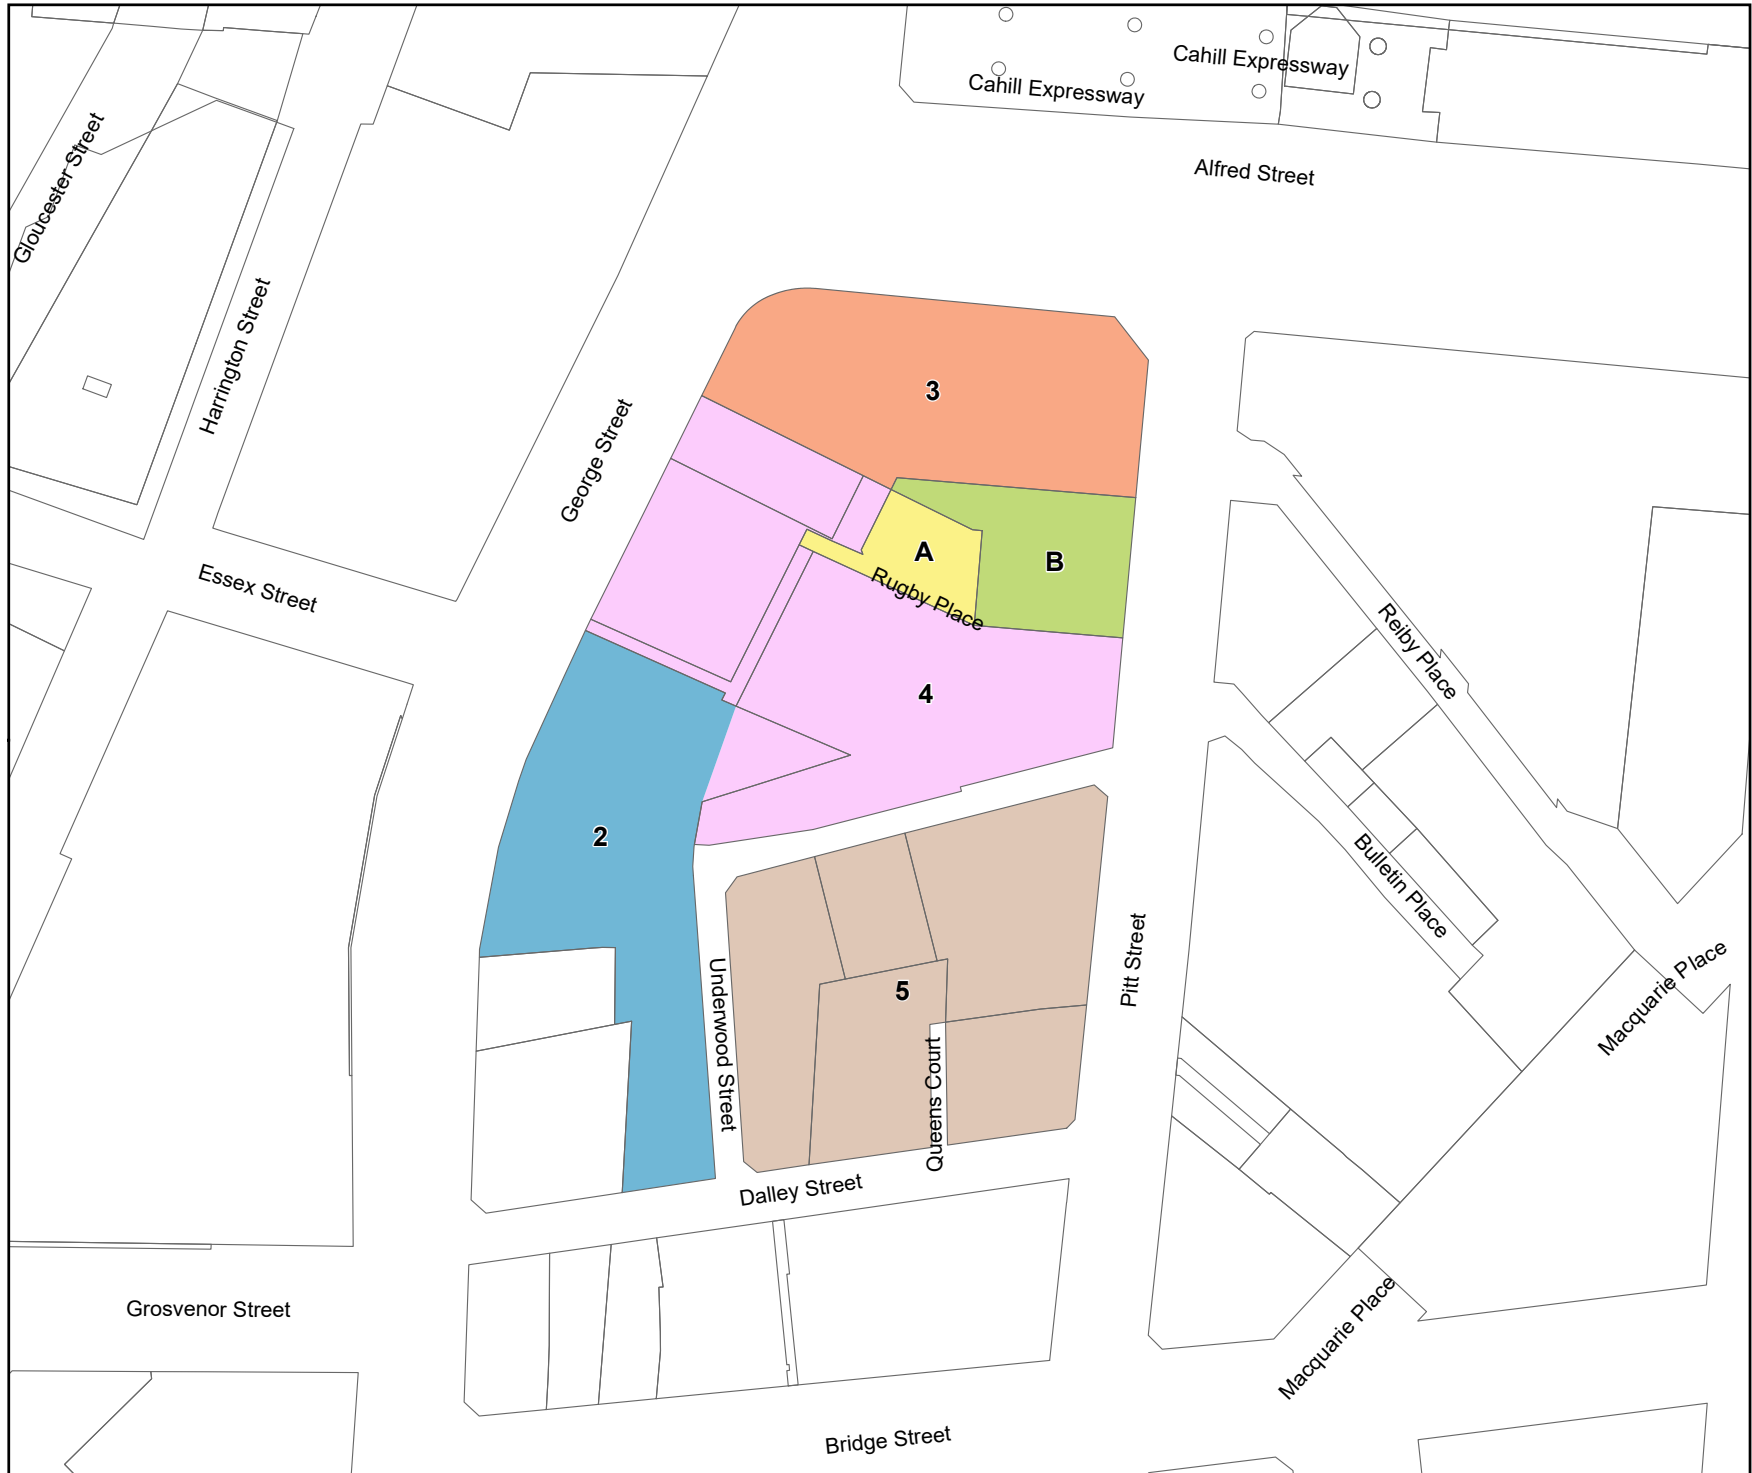 Cahill Expressway
Cahill Expressway
Alfred Street
Gloucester Street
Harrington Street
George Street
3
A
B
Rugby Place
Essex Street
4
Reiby Place
2
Bulletin Place
5
Underwood Street
Queens Court
Pitt Street
Macquarie Place
Dalley Street
Grosvenor Street
Macquarie Place
Bridge Street